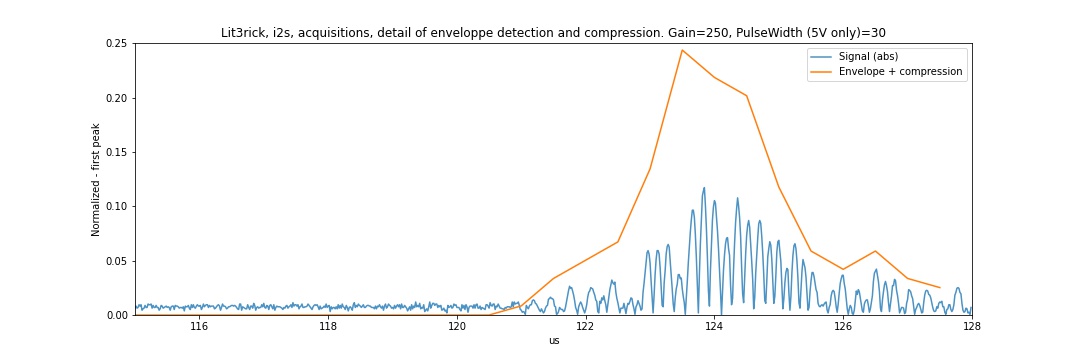 Lit3rick, i2s, acquisitions, detail of enveloppe detection and compression. Gain=250, PulseWidth (5V only)=30
Signal (abs)
Envelope + compression
Normalized - first peak
0.25
0.20
0.15
0.10
0.05
0.00
116
118
120
122
124
126
128
us